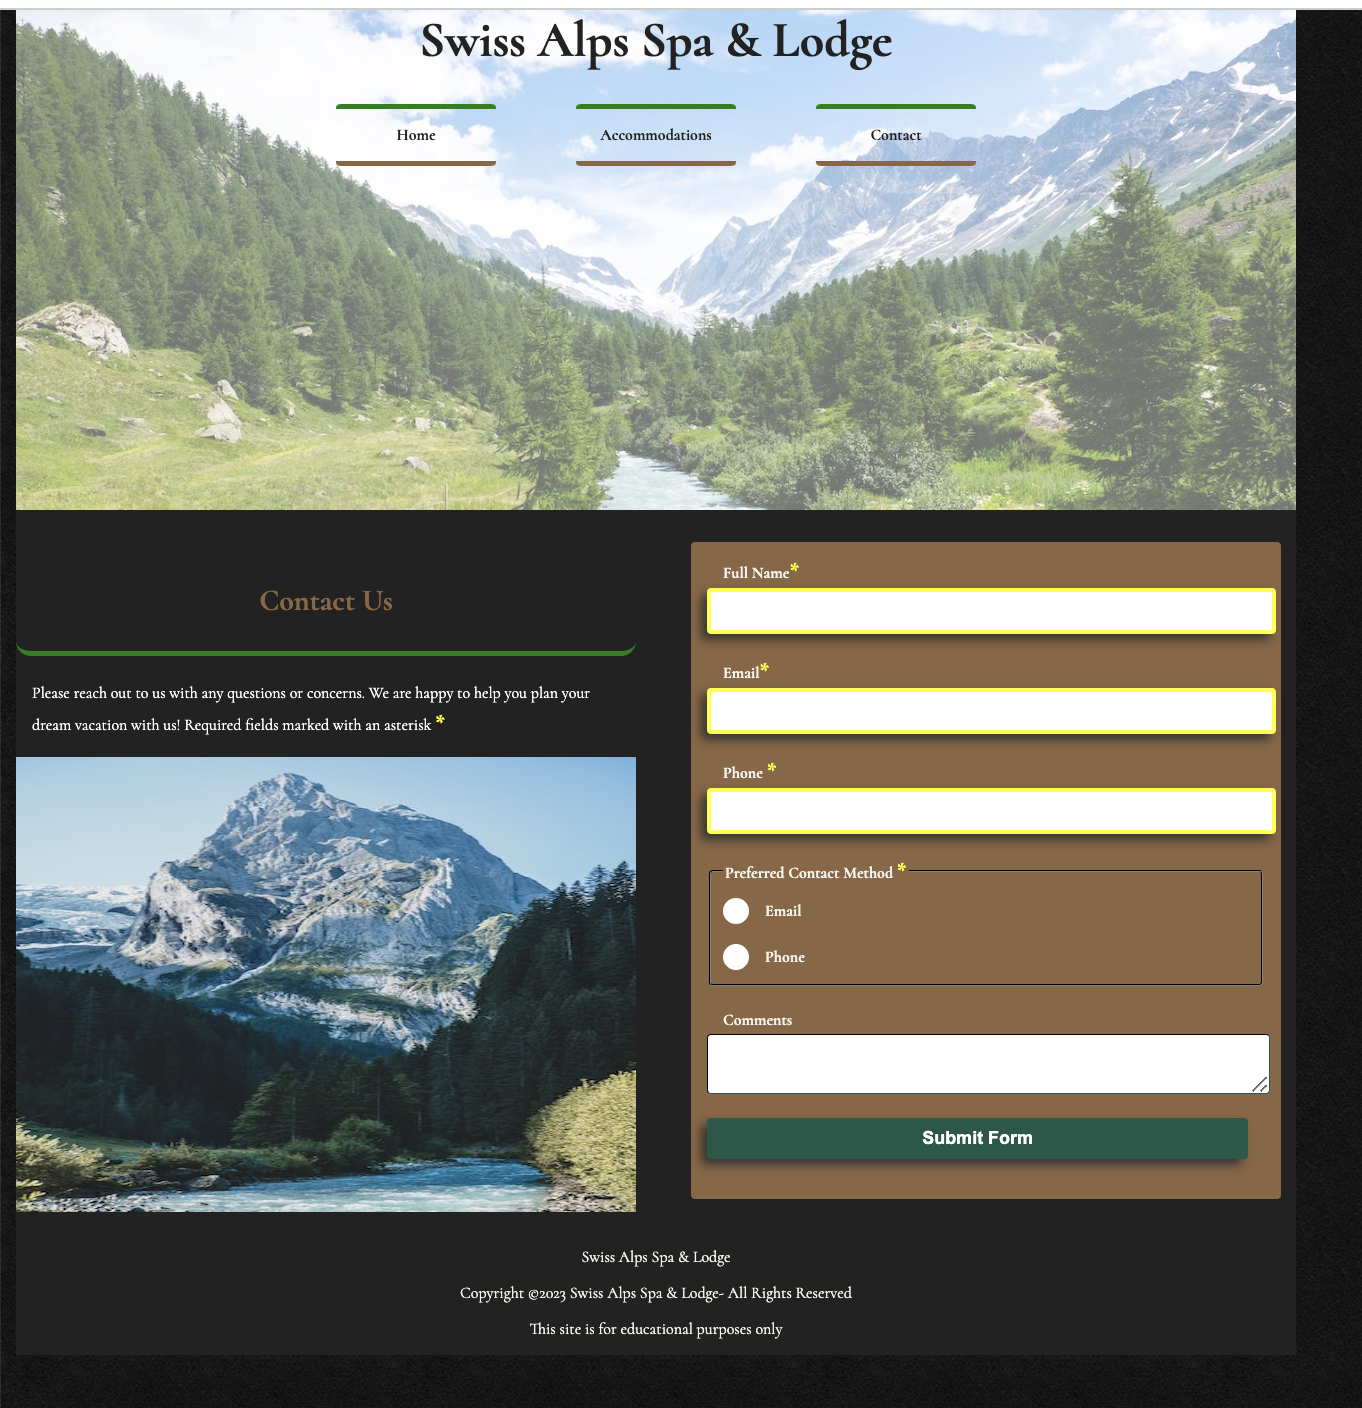 Swiss Alps Spa & Lodge
Home
Accommodations
Contact
Contact Us
Please reach out to us with any questions or concerns. We are happy to help you plan your
dream vacation with us! Required fields marked with an asterisk *
Full Name*
Email*
Phone *
Preferred Contact Method *
Email
Phone
Comments
Submit Form
Swiss Alps Spa & Lodge
Copyright ©2023 Swiss Alps Spa & Lodge- All Rights Reserved
This site is for educational purposes only